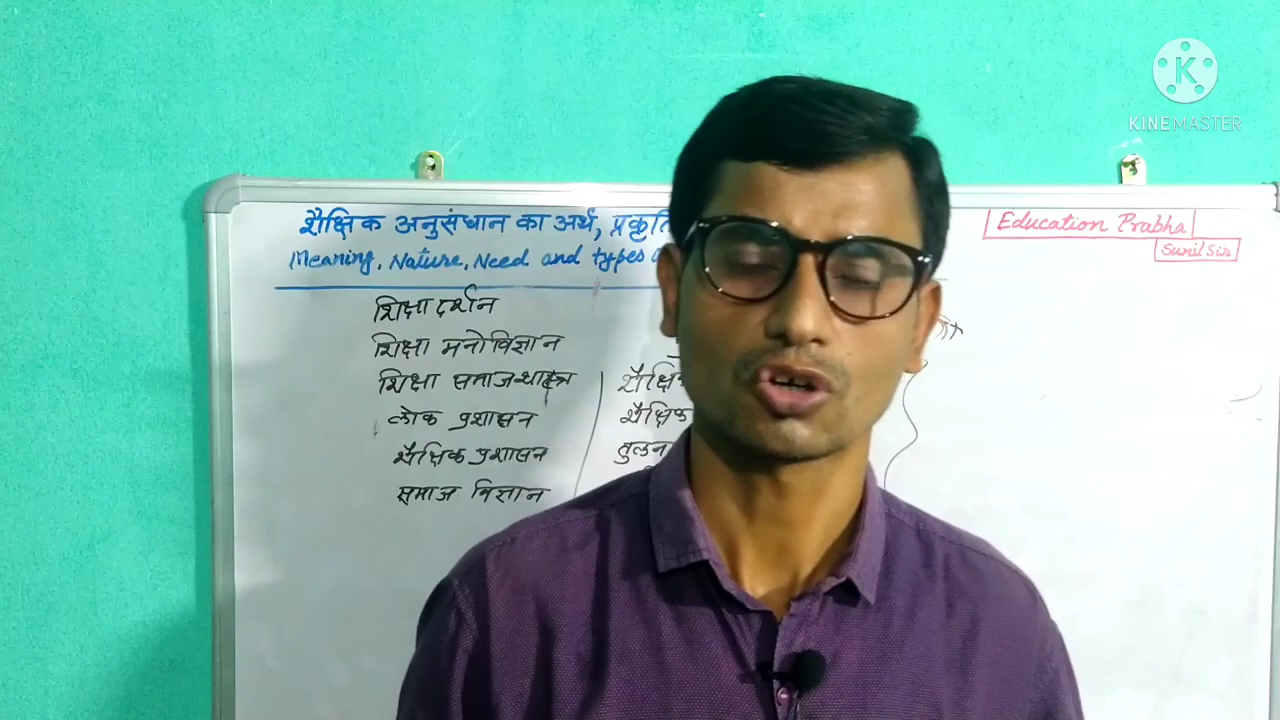 KINEMASTER
शैक्षिक अनुसंधान का अर्थ, प्रकृति
Meaning, Nature, Need and types
Education Prabha
Sunil Sir
शिक्षा दर्शन
शिक्षा मनोविज्ञान
शिक्षा समाजशास्त्र
लोक प्रशासन
शैक्षिक प्रशासन
समाज विज्ञान
शैक्षि
शैक्षिक
तुलना